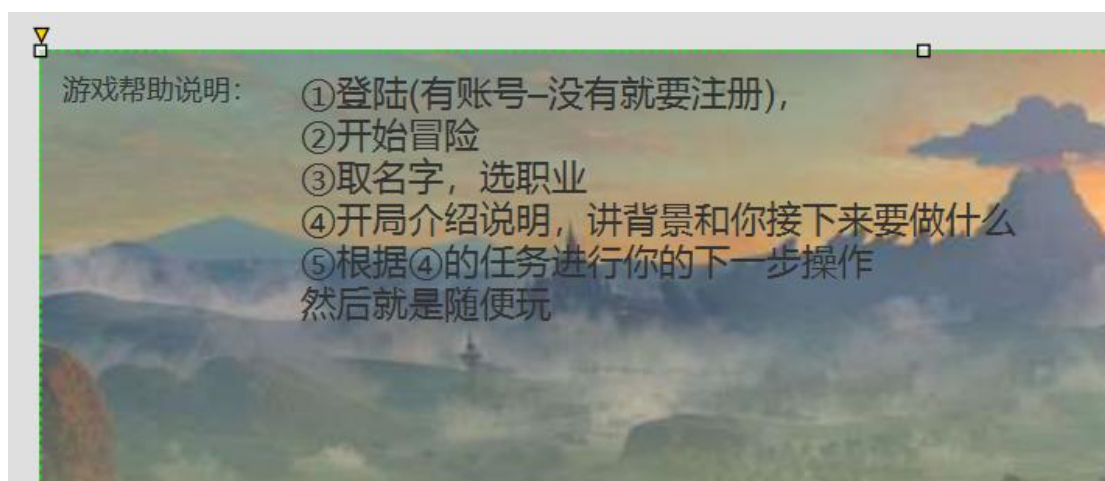 游戏帮助说明:
①登陆(有账号–没有就要注册),
②开始冒险
③取名字，选职业
④开局介绍说明，讲背景和你接下来要做什么
⑤根据④的任务进行你的下一步操作
然后就是随便玩